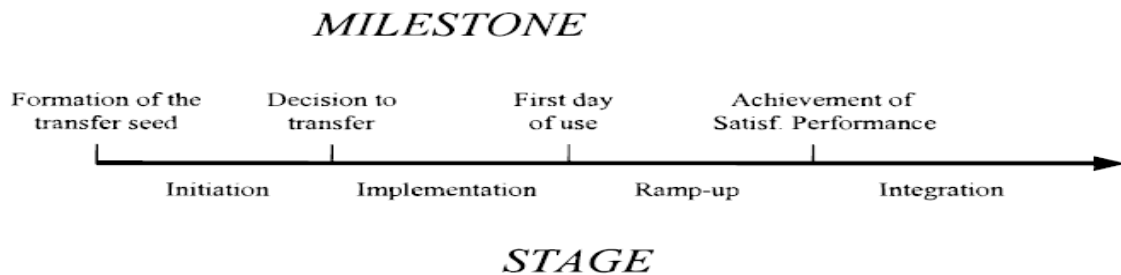 MILESTONE
Formation of the
transfer seed
Decision to
transfer
First day
of use
Achievement of
Satisf. Performance
Initiation
Implementation
Ramp-up
Integration
STAGE